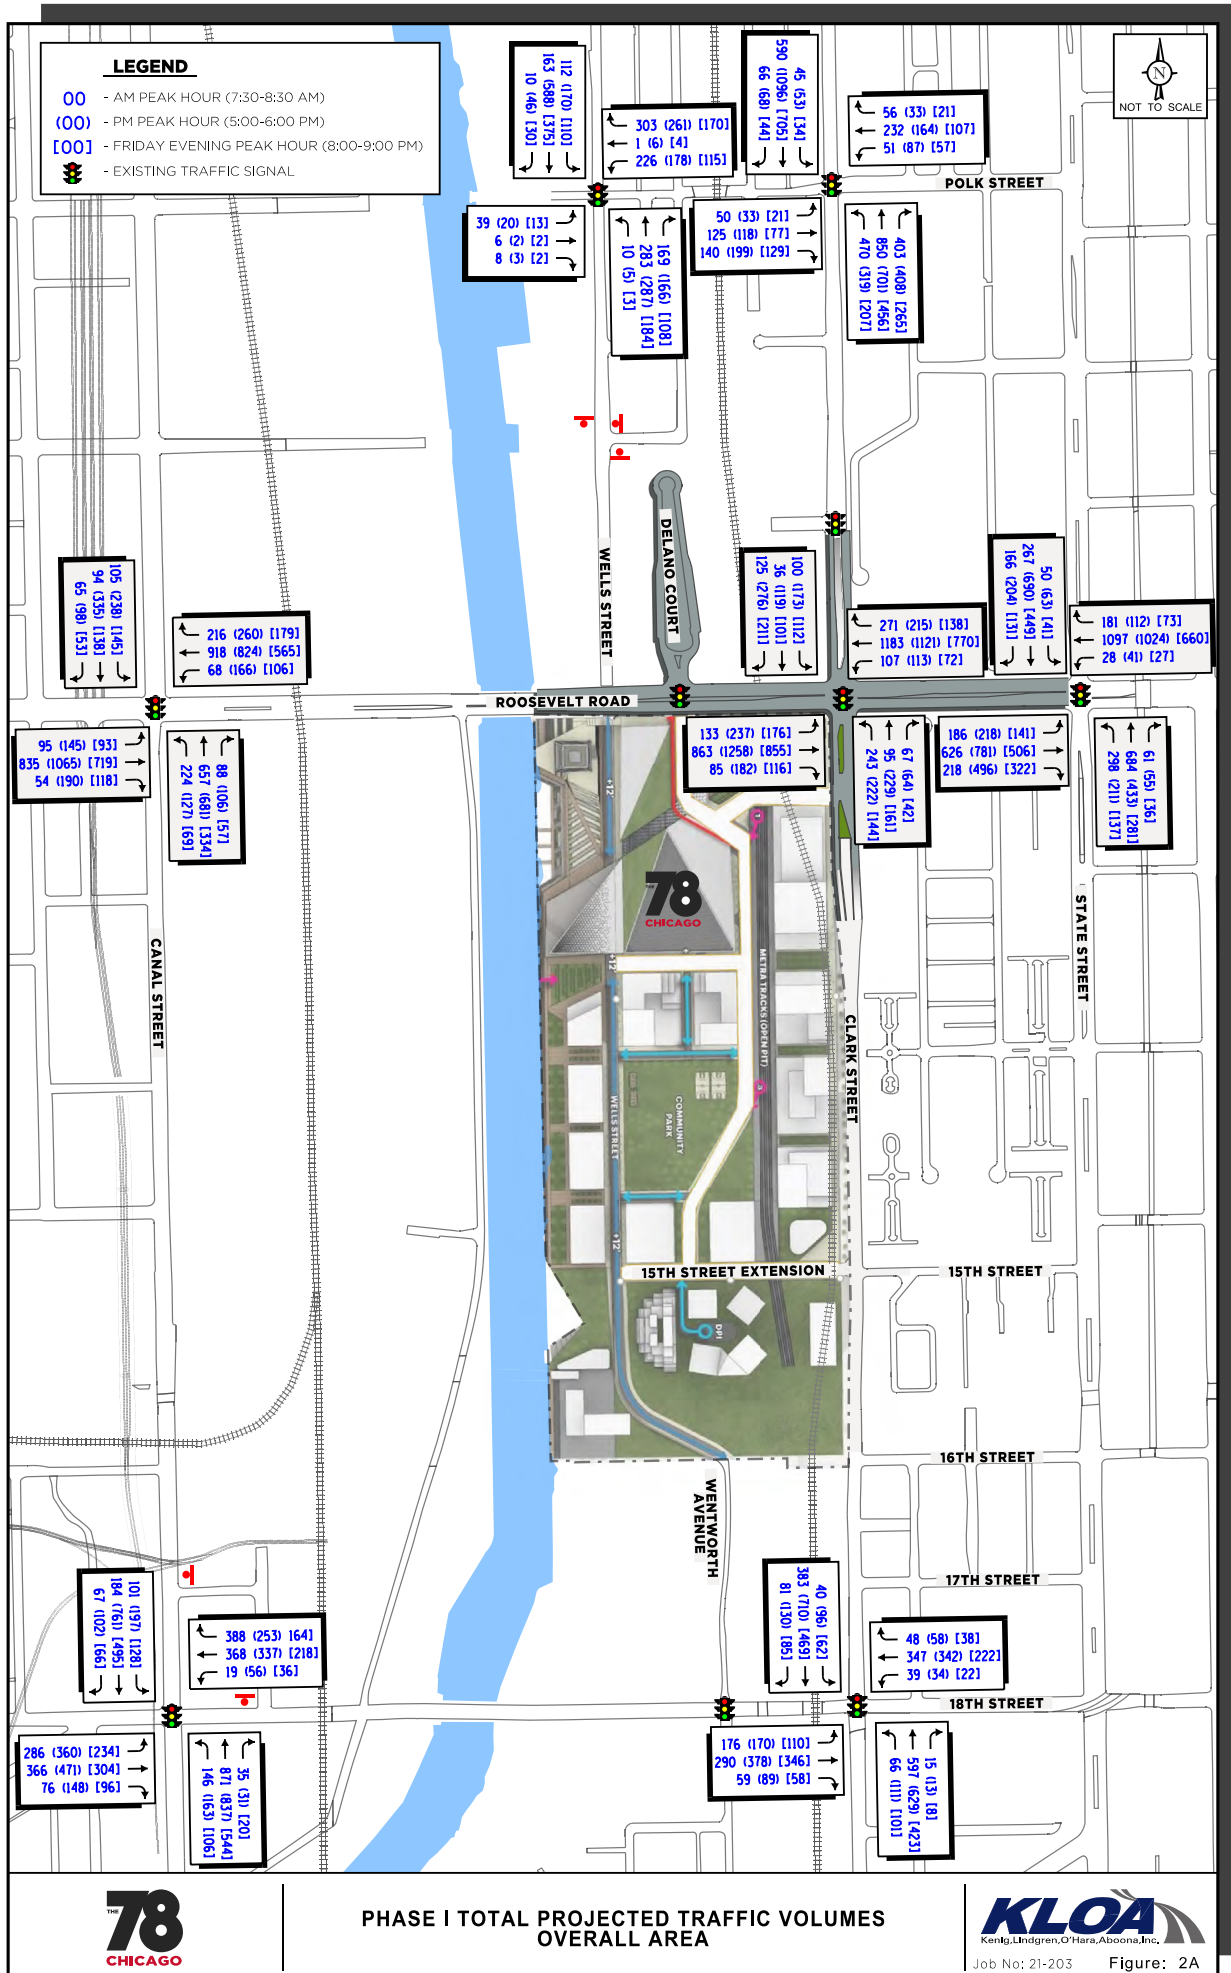 LEGEND
00 - AM PEAK HOUR (7:30-8:30 AM)
(00) - PM PEAK HOUR (5:00-6:00 PM)
[00] - FRIDAY EVENING PEAK HOUR (8:00-9:00 PM)
- EXISTING TRAFFIC SIGNAL
N
NOT TO SCALE
112 (170) [110]
163 (588) [375]
10 (46) [30]
303 (261) [170]
1 (6) [4]
226 (178) [115]
45 (53) [34]
590 (1096) [705]
66 (68) [44]
56 (33) [21]
232 (164) [107]
51 (87) [57]
POLK STREET
39 (20) [13]
6 (2) [2]
8 (3) [2]
169 (166) [108]
283 (287) [184]
10 (5) [3]
50 (33) [21]
125 (118) [77]
140 (199) [129]
403 (408) [265]
850 (701) [456]
470 (319) [207]
WELLS STREET
DELANO COURT
105 (238) [145]
94 (335) [138]
65 (98) [53]
216 (260) [179]
918 (824) [565]
68 (166) [106]
100 (173) [112]
36 (119) [101]
125 (276) [211]
271 (215) [138]
1183 (1121) [770]
107 (113) [72]
50 (63) [41]
267 (690) [449]
166 (204) [131]
181 (112) [73]
1097 (1024) [660]
28 (41) [27]
ROOSEVELT ROAD
95 (145) [93]
835 (1065) [719]
54 (190) [118]
88 (106) [57]
657 (681) [334]
224 (127) [69]
133 (237) [176]
863 (1258) [855]
85 (182) [116]
67 (64) [42]
95 (229) [161]
243 (222) [144]
186 (218) [141]
626 (781) [506]
218 (496) [322]
61 (55) [36]
684 (433) [281]
298 (211) [137]
+12'
THE
78
CHICAGO
CANAL STREET
STATE STREET
+12'
METRA TRACKS (OPEN PIT)
CLARK STREET
WELLS STREET
COMMUNITY
PARK
+12'
15TH STREET EXTENSION
15TH STREET
DPI
16TH STREET
WENTWORTH
AVENUE
17TH STREET
101 (197) [128]
184 (761) [495]
67 (102) [66]
388 (253) 164]
368 (337) [218]
19 (56) [36]
40 (96) [62]
383 (710) [469]
81 (130) [85]
48 (58) [38]
347 (342) [222]
39 (34) [22]
18TH STREET
286 (360) [234]
366 (471) [304]
76 (148) [96]
35 (31) [20]
871 (837) [544]
146 (163) [106]
176 (170) [110]
290 (378) [346]
59 (89) [58]
15 (13) [8]
597 (629) [423]
66 (111) [101]
THE
78
CHICAGO
PHASE I TOTAL PROJECTED TRAFFIC VOLUMES
OVERALL AREA
KLOA
Kenig,Lindgren,O'Hara,Aboona,Inc.
Job No: 21-203 Figure: 2A